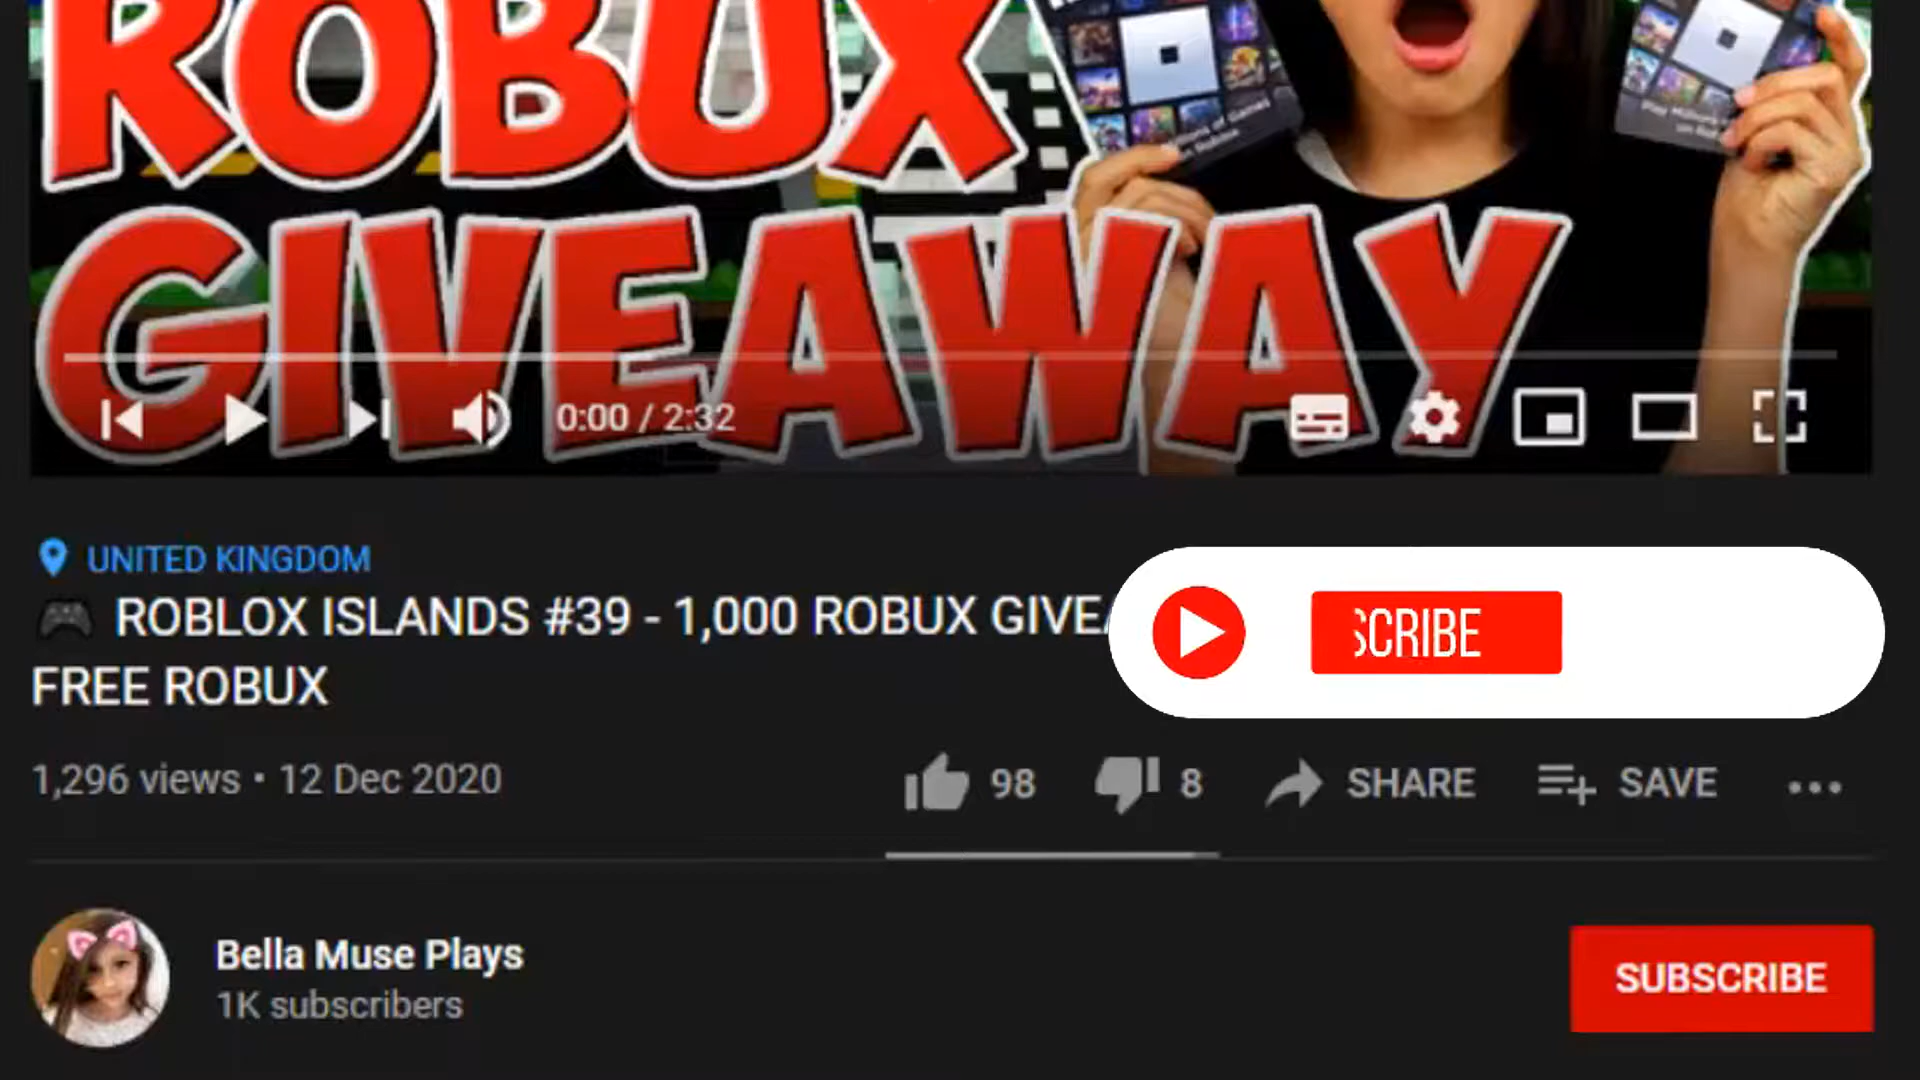 ROBUX
GIVEAWAY
0:00 / 2:32
UNITED KINGDOM
ROBLOX ISLANDS #39 - 1,000 ROBUX GIVEA
FREE ROBUX
SCRIBE
1,296 views • 12 Dec 2020
98 8 SHARE SAVE
Bella Muse Plays
1K subscribers
SUBSCRIBE